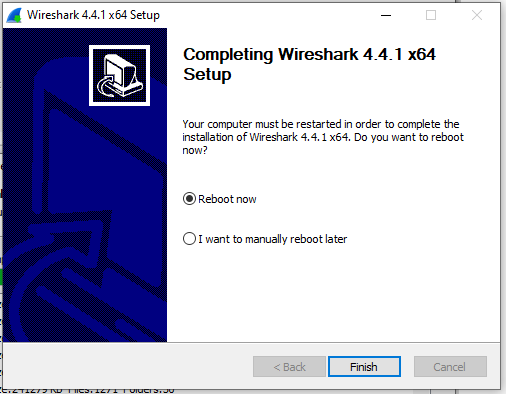 Wireshark 4.4.1 x64 Setup
Completing Wireshark 4.4.1 x64
Setup
Your computer must be restarted in order to complete the
installation of Wireshark 4.4.1 x64. Do you want to reboot
now?
Reboot now
I want to manually reboot later
< Back
Finish
Cancel